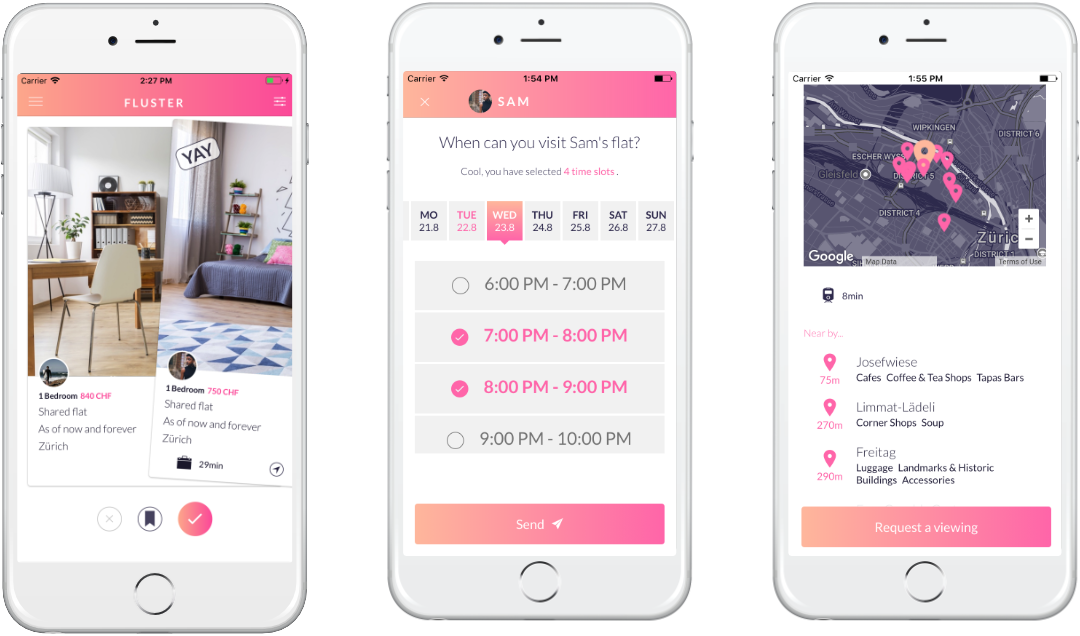 Carrier 2:27 PM
FLUSTER
YAY
1 Bedroom 840 CHF
Shared flat
As of now and forever
Zürich
1 Bedroom 750 CHF
Shared flat
As of now and forever
Zürich
29min
Carrier 1:54 PM
SAM
When can you visit Sam's flat?
Cool, you have selected 4 time slots .
MO TUE WED THU FRI SAT SUN
21.8 22.8 23.8 24.8 25.8 26.8 27.8
6:00 PM - 7:00 PM
7:00 PM - 8:00 PM
8:00 PM - 9:00 PM
9:00 PM - 10:00 PM
Send
Carrier 1:55 PM
WIPKINGEN
DISTRICT 6
ESCHER WYSS
Gleisfeld
DISTRICT 5
DISTRICT 4
Züric
DISTRICT 1
+
−
Google Map Data Terms of Use
8min
Near by...
Josefwiese
75m Cafes Coffee & Tea Shops Tapas Bars
Limmat-Lädeli
270m Corner Shops Soup
Freitag
290m Luggage Landmarks & Historic
Buildings Accessories
Request a viewing